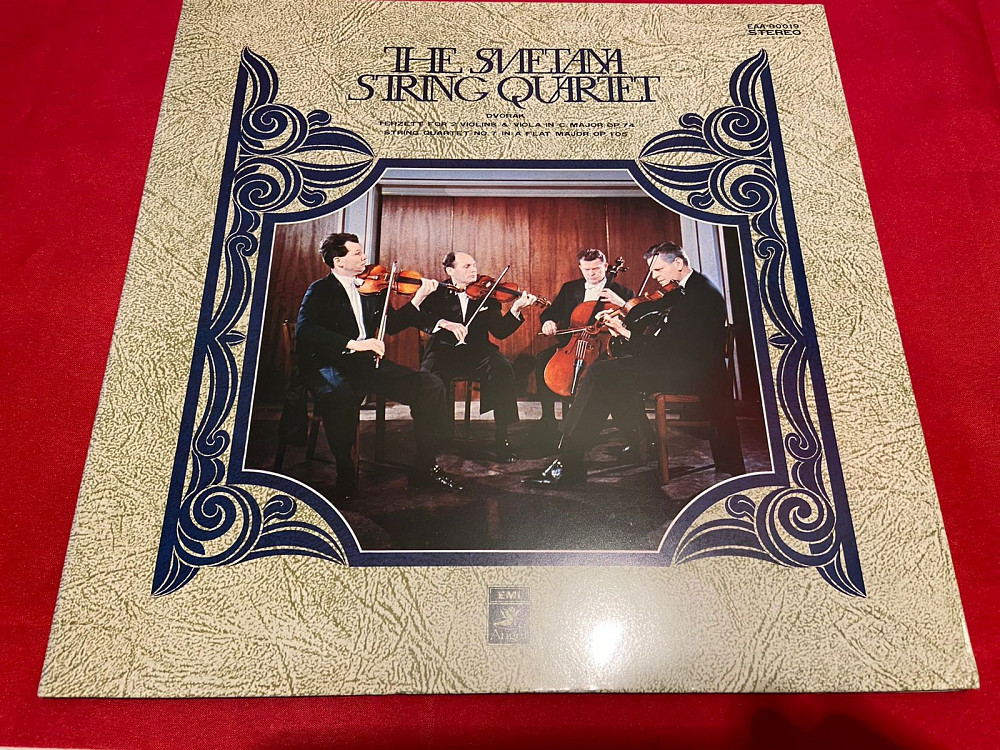 EAA-80019
STEREO
THE SMETANA
STRING QUARTET
DVORAK
TERZETT FOR 2 VIOLINS & VIOLA IN C MAJOR OP 74
STRING QUARTET NO. 7 IN A FLAT MAJOR OP 105
EMI
Angel